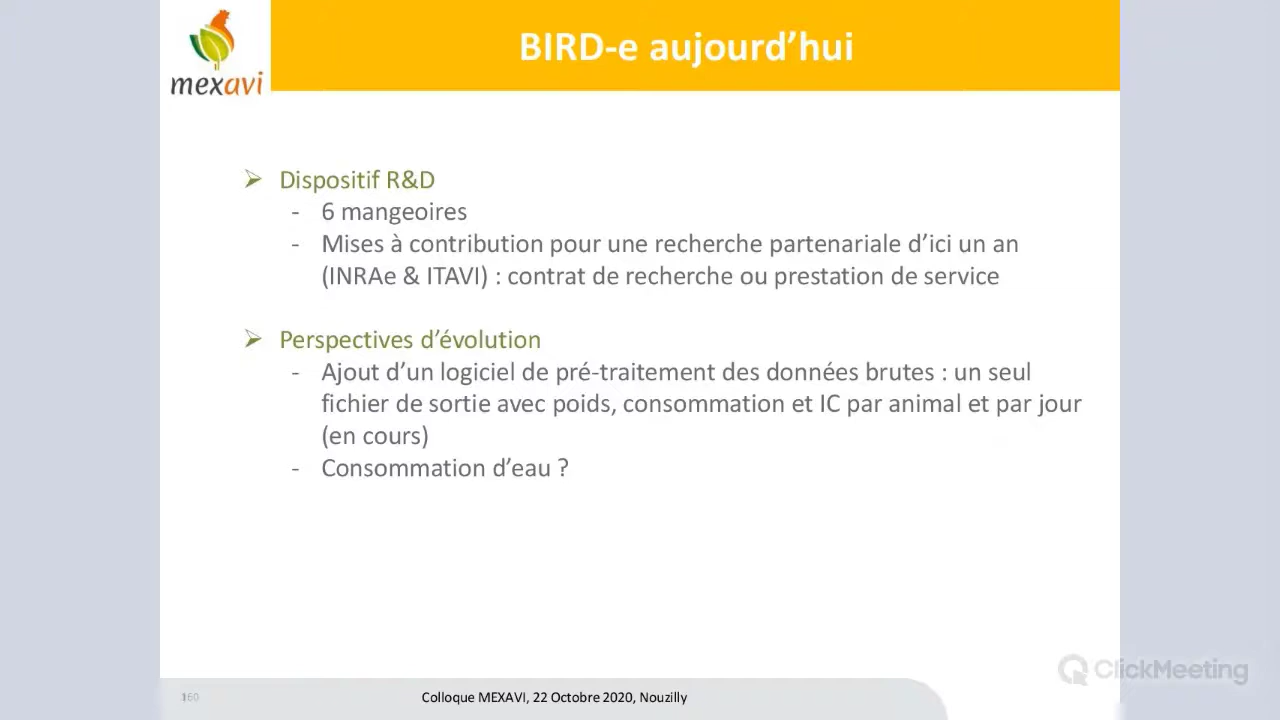 mexavi
BIRD-e aujourd’hui
➢ Dispositif R&D
- 6 mangeoires
- Mises à contribution pour une recherche partenariale d’ici un an
(INRAe & ITAVI) : contrat de recherche ou prestation de service
➢ Perspectives d’évolution
- Ajout d’un logiciel de pré-traitement des données brutes : un seul
fichier de sortie avec poids, consommation et IC par animal et par jour
(en cours)
- Consommation d’eau ?
ClickMeeting
Colloque MEXAVI, 22 Octobre 2020, Nouzilly